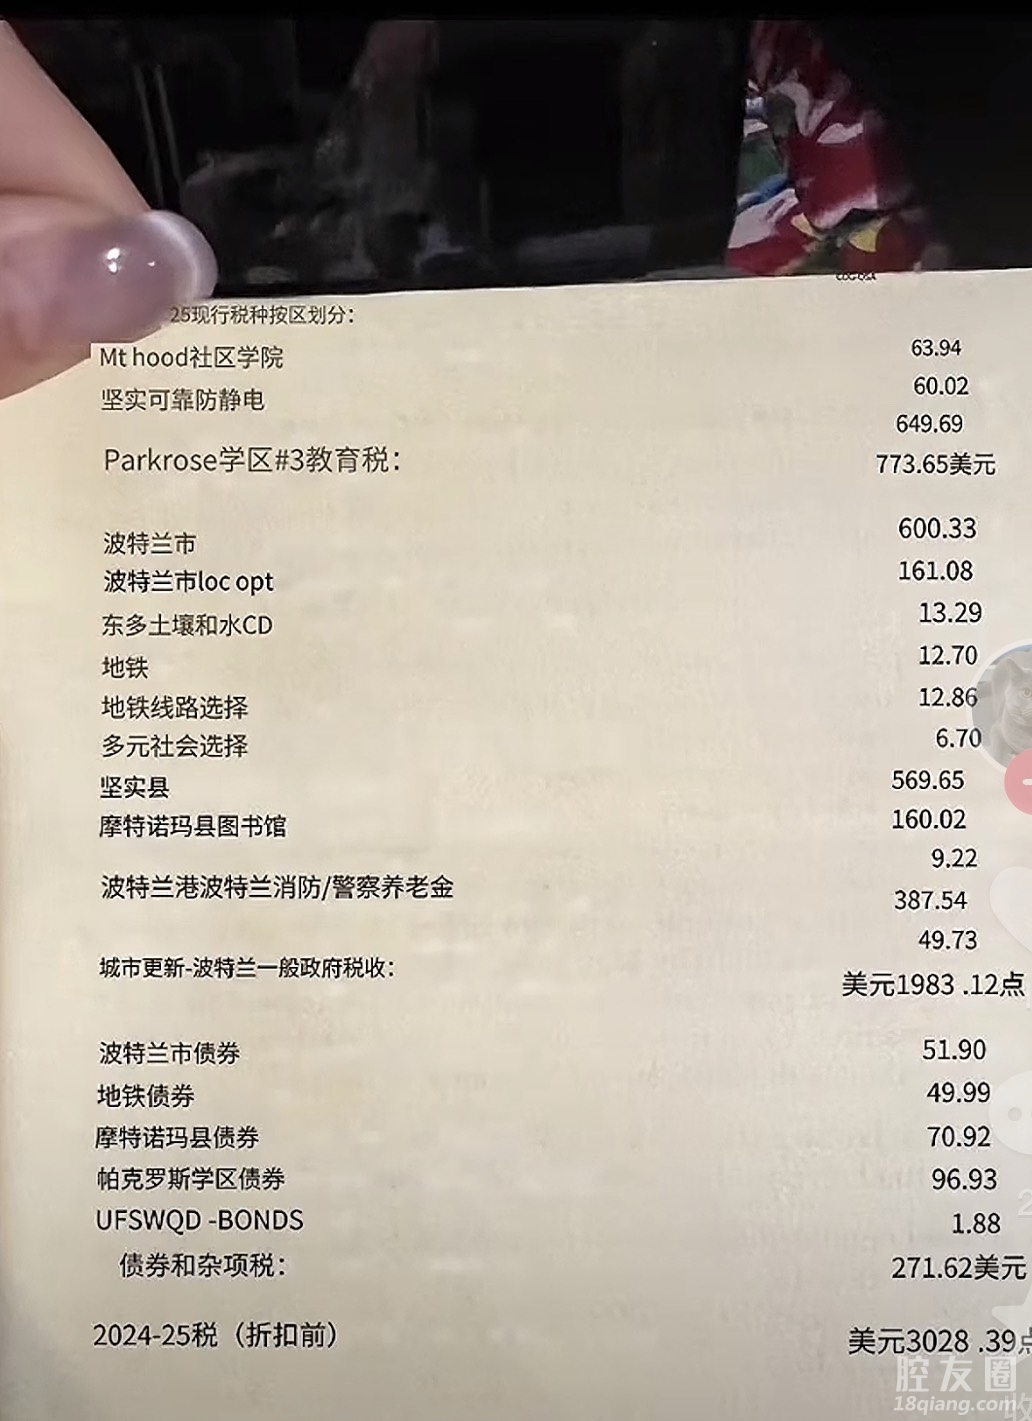 25现行税种按区划分：
Mt hood社区学院 63.94
坚实可靠防静电 60.02
649.69
Parkrose学区#3教育税： 773.65美元
波特兰市 600.33
波特兰市loc opt 161.08
东多土壤和水CD 13.29
地铁 12.70
地铁线路选择 12.86
多元社会选择 6.70
坚实县 569.65
摩特诺玛县图书馆 160.02
9.22
波特兰港波特兰消防/警察养老金 387.54
49.73
城市更新-波特兰一般政府税收： 美元1983 .12点
波特兰市债券 51.90
地铁债券 49.99
摩特诺玛县债券 70.92
帕克罗斯学区债券 96.93
UFSWQD -BONDS 1.88
债券和杂项税： 271.62美元
2024-25税（折扣前） 美元3028 .39点
腔友圈
18qiang.com